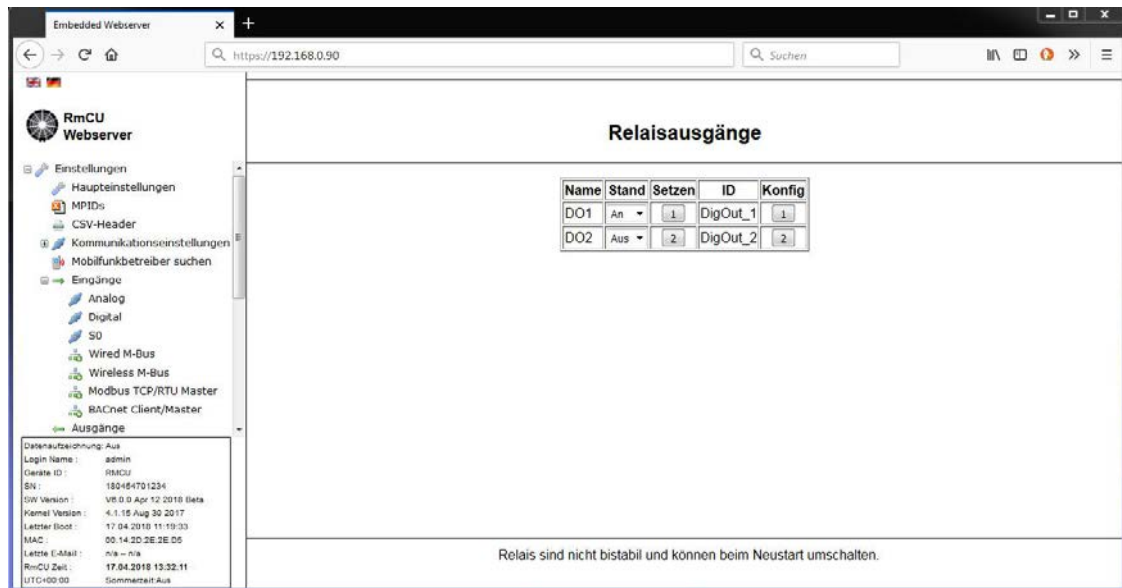 Embedded Webserver
https://192.168.0.90
Suchen
RmCU
Webserver
Einstellungen
Haupteinstellungen
MPIDs
CSV-Header
Kommunikationseinstellungen
Mobilfunkbetreiber suchen
Eingänge
Analog
Digital
S0
Wired M-Bus
Wireless M-Bus
Modbus TCP/RTU Master
BACnet Client/Master
Ausgänge
Datenaufzeichnung: Aus
Login Name : admin
Geräte ID : RMCU
SN : 180464701234
SW Version : V6.0.0 Apr 12 2018 Beta
Kernel Version : 4.1.15 Aug 30 2017
Letzter Boot : 17.04.2018 11:19:33
MAC : 00:14:2D:2E:2E:D5
Letzte E-Mail : n/a -- n/a
RmCU Zeit : 17.04.2018 13:32:11
UTC+00:00 Sommerzeit:Aus
Relaisausgänge
Name Stand Setzen ID Konfig
DO1 An 1 DigOut_1 1
DO2 Aus 2 DigOut_2 2
Relais sind nicht bistabil und können beim Neustart umschalten.